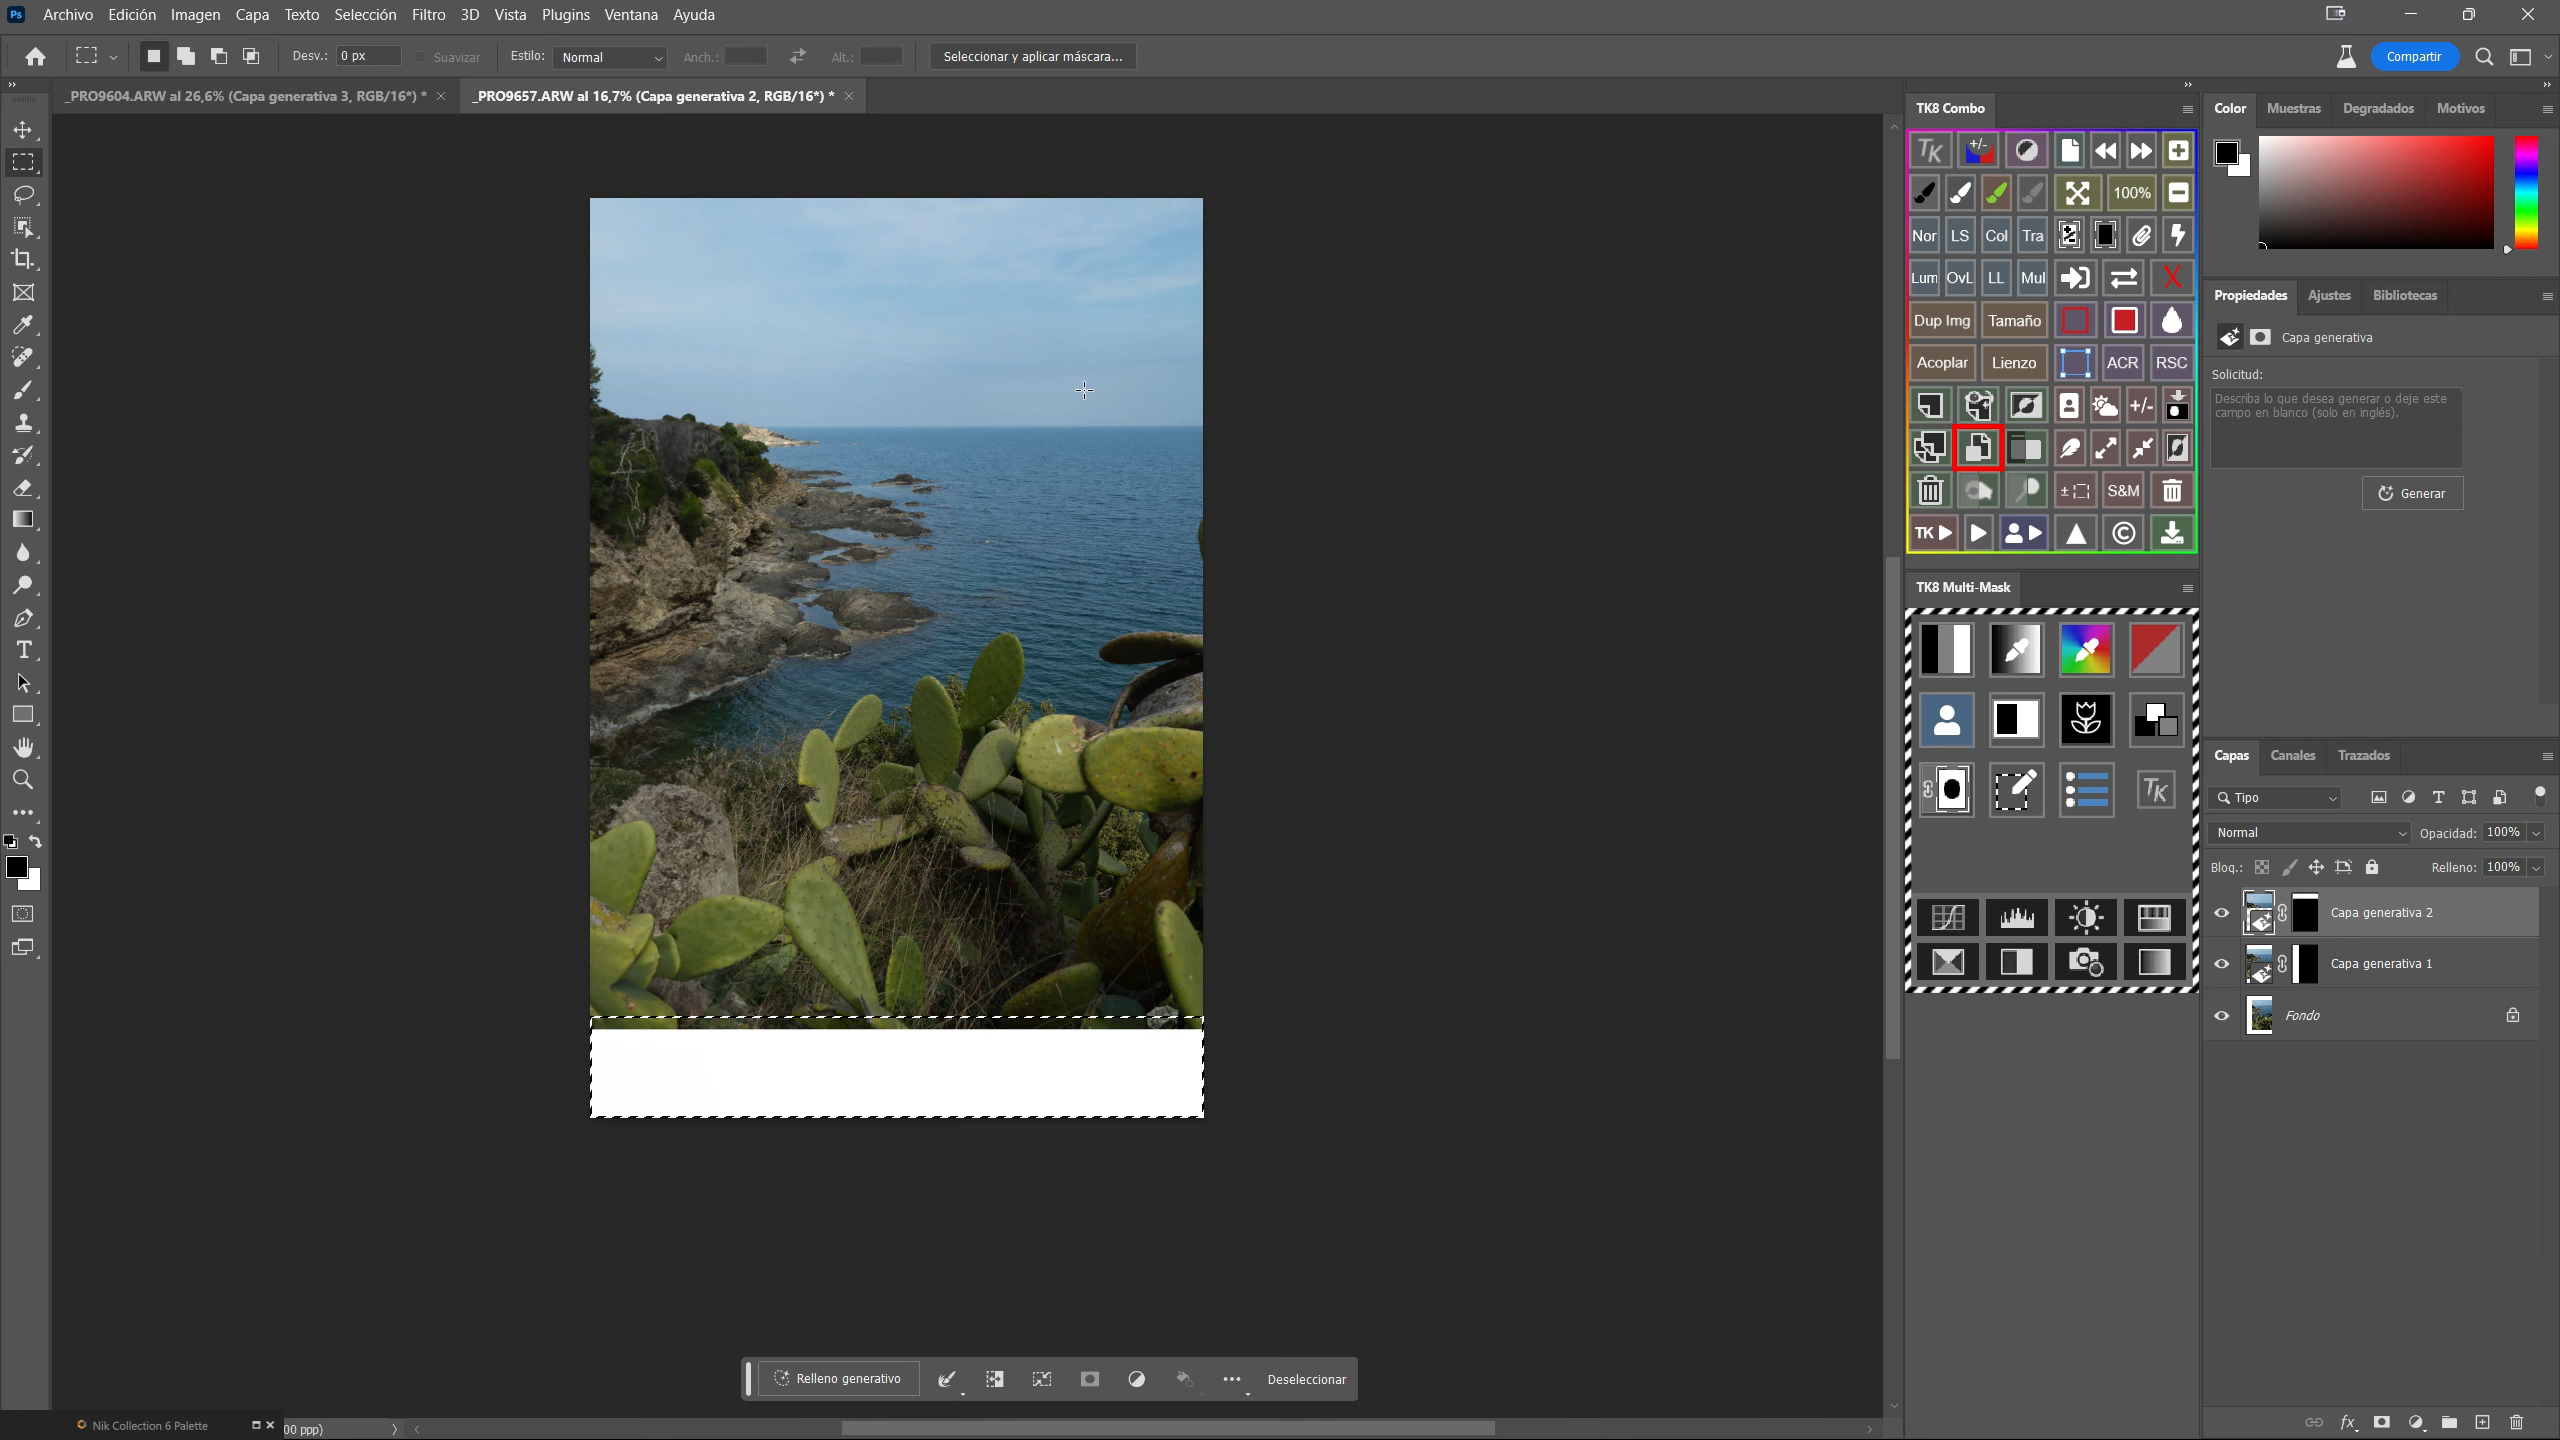 Ps Archivo Edición Imagen Capa Texto Selección Filtro 3D Vista Plugins Ventana Ayuda
Desv.: 0 px Suavizar Estilo: Normal Anch.: Alt.: Seleccionar y aplicar máscara... Compartir
_PRO9604.ARW al 26,6% (Capa generativa 3, RGB/16*) * _PRO9657.ARW al 16,7% (Capa generativa 2, RGB/16*) *
TK8 Combo
TK +/-
100%
Nor LS Col Tra
Lum OvL LL Mul X
Dup Img Tamaño
Acoplar Lienzo ACR RSC
+/-
S&M
TK ©
TK8 Multi-Mask
TK
Color Muestras Degradados Motivos
Propiedades Ajustes Bibliotecas
Capa generativa
Solicitud:
Describa lo que desea generar o deje este
campo en blanco (solo en inglés).
Generar
Capas Canales Trazados
Tipo
Normal Opacidad: 100%
Bloq.: Relleno: 100%
Capa generativa 2
Capa generativa 1
Fondo
fx
Relleno generativo Deseleccionar
Nik Collection 6 Palette 00 ppp)